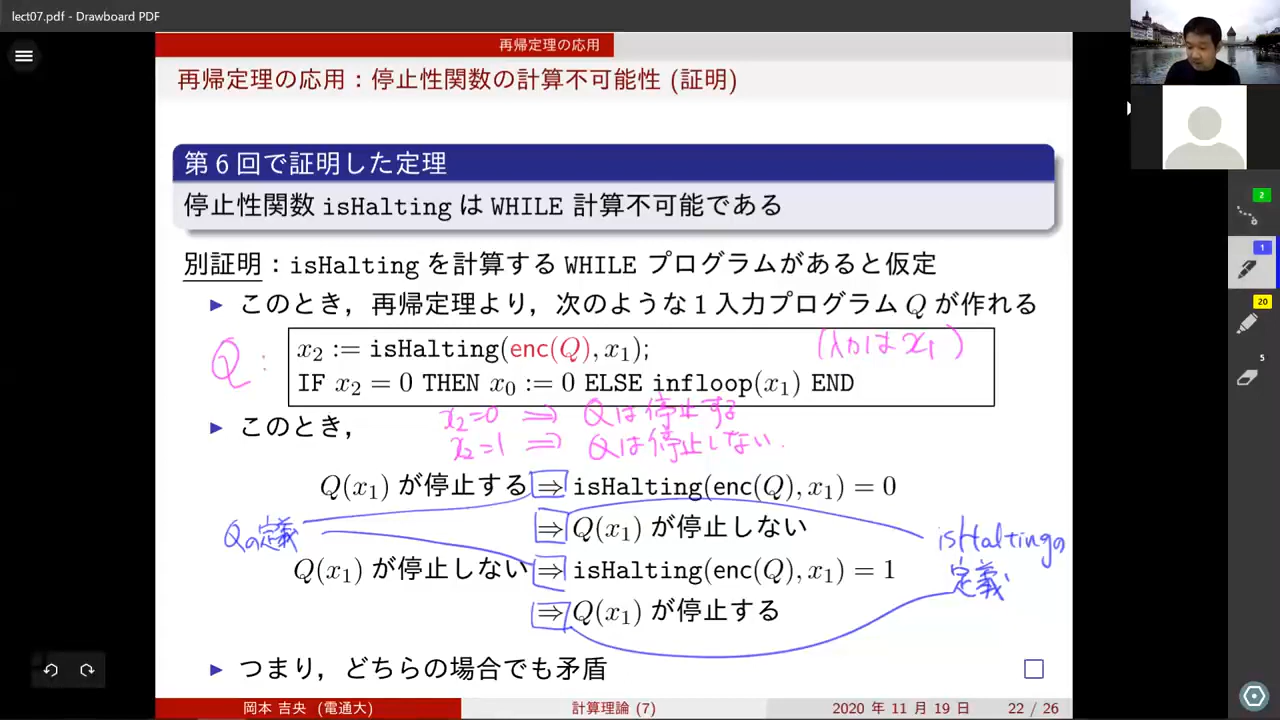 lect07.pdf - Drawboard PDF
再帰定理の応用
再帰定理の応用：停止性関数の計算不可能性 (証明)
第 6 回で証明した定理
停止性関数 isHalting は WHILE 計算不可能である
別証明：isHalting を計算する WHILE プログラムがあると仮定
▶ このとき，再帰定理より，次のような 1 入力プログラム Q が作れる
Q : x₂ := isHalting(enc(Q), x₁); (入力は x₁)
IF x₂ = 0 THEN x₀ := 0 ELSE infloop(x₁) END
x₂=0 ⇒ Qは停止する
▶ このとき，
x₂=1 ⇒ Qは停止しない.
Q(x₁) が停止する ⇒ isHalting(enc(Q), x₁) = 0
Qの定義 ⇒ Q(x₁) が停止しない isHaltingの
Q(x₁) が停止しない ⇒ isHalting(enc(Q), x₁) = 1 定義
⇒ Q(x₁) が停止する
▶ つまり，どちらの場合でも矛盾 □
岡本 吉央 (電通大) 計算理論 (7) 2020 年 11 月 19 日 22 / 26
2
1
20
5